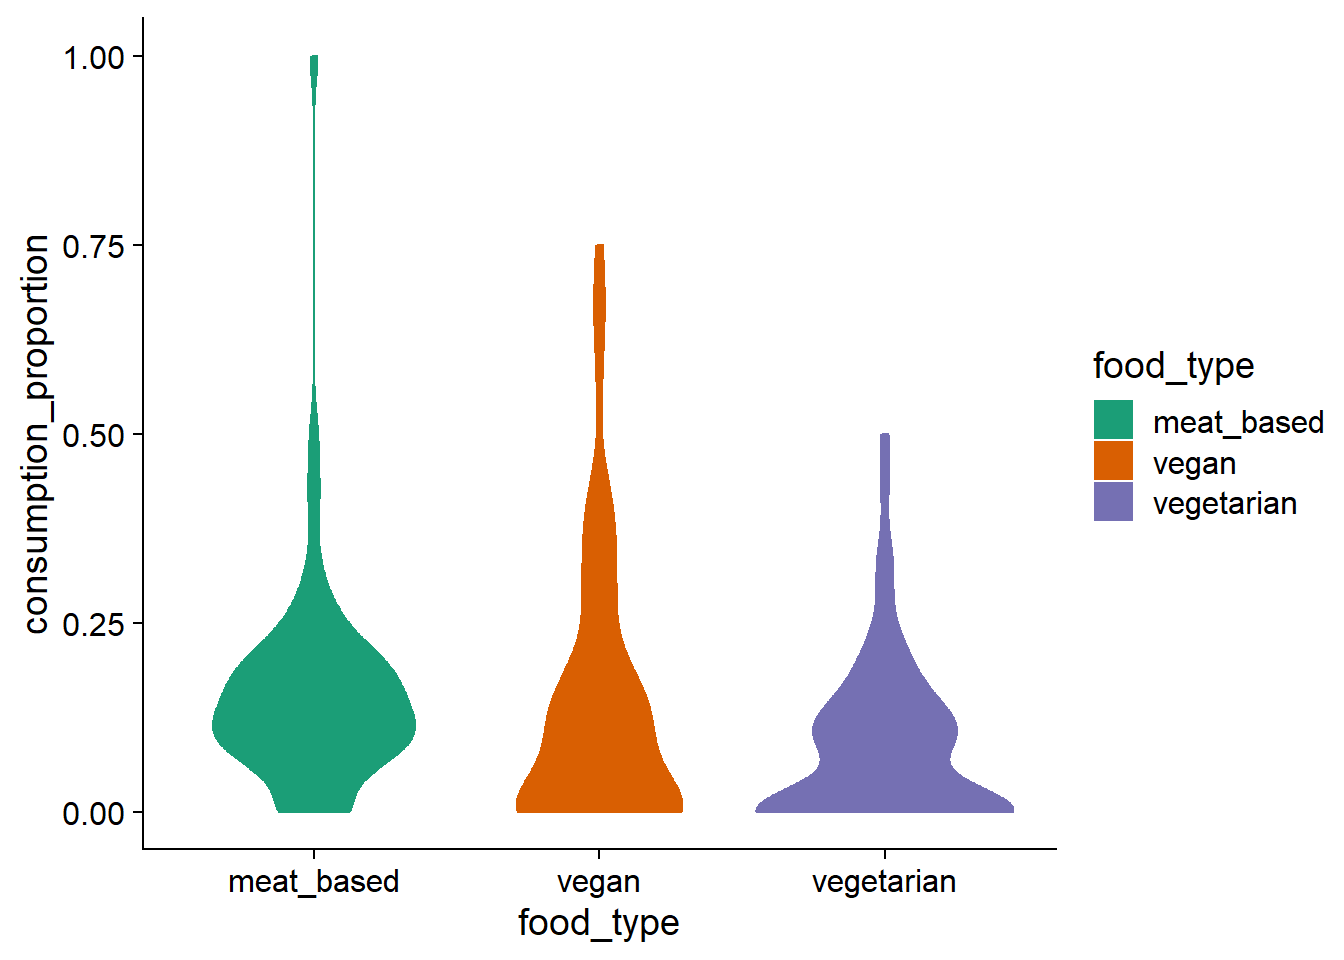 consumption_proportion
1.00
0.75
0.50
0.25
0.00
meat_based
vegan
vegetarian
food_type
food_type
meat_based
vegan
vegetarian